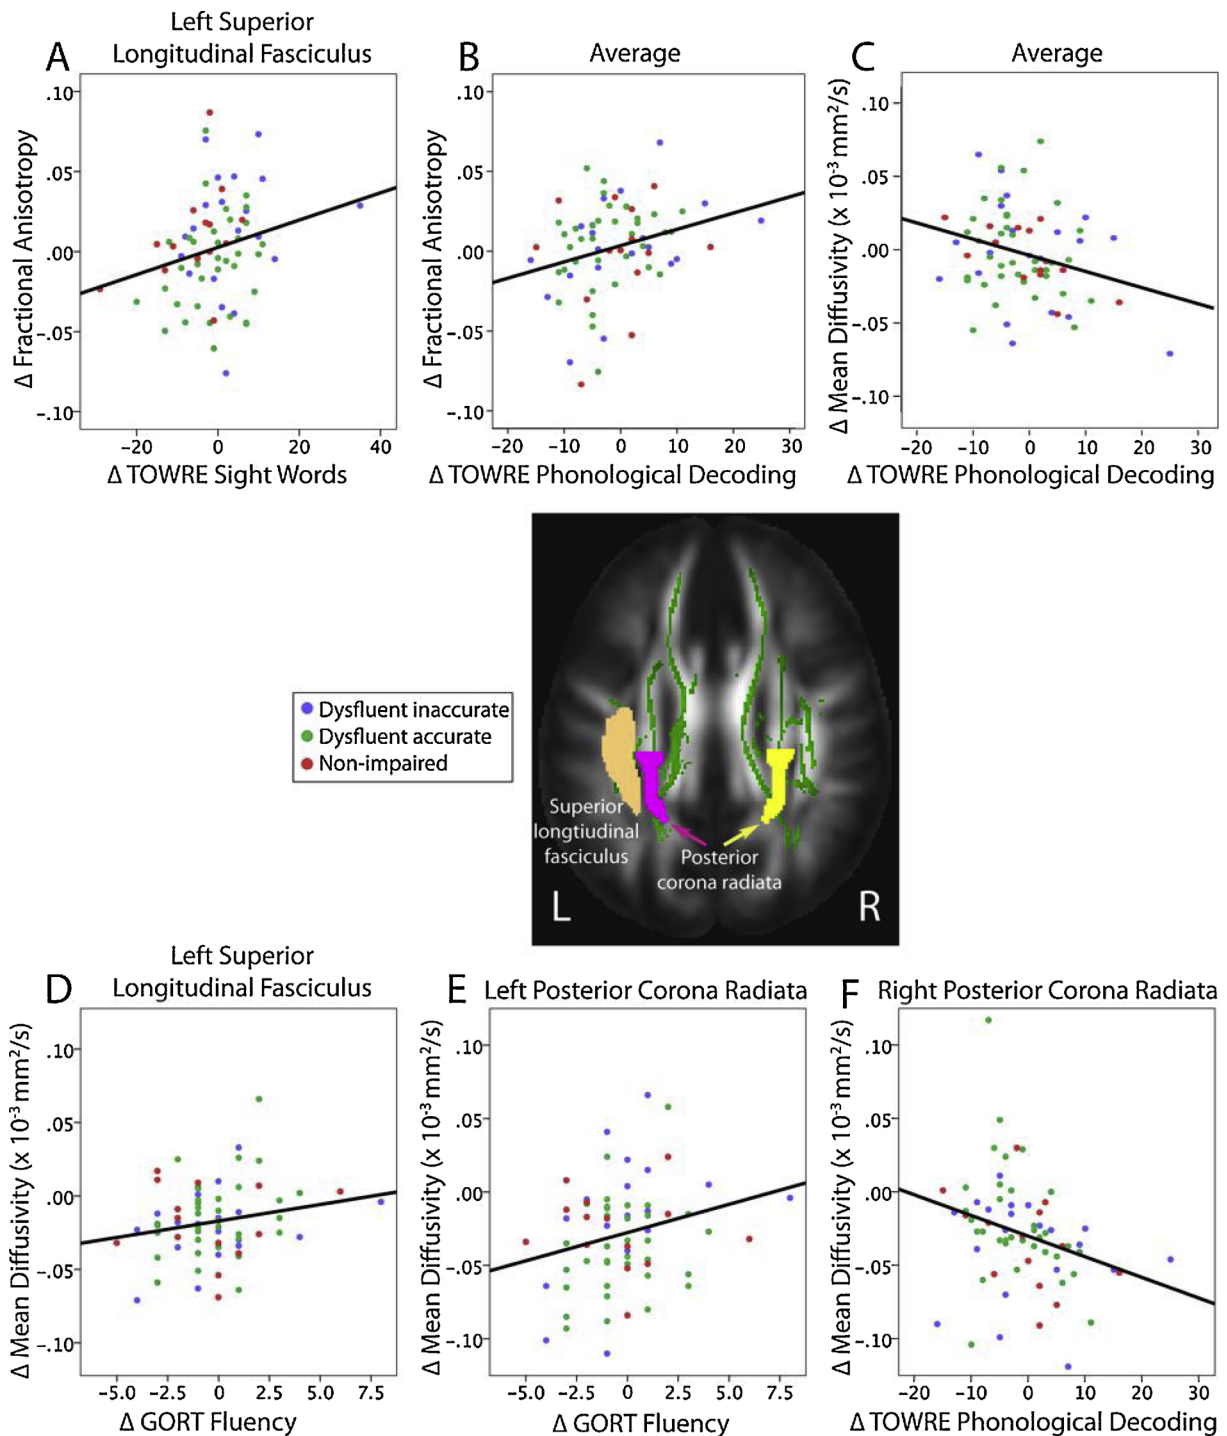 Left Superior
Longitudinal Fasciculus
A
.10
.05
.00
-.05
-.10
Δ Fractional Anisotropy
-20 0 20 40
Δ TOWRE Sight Words
B
Average
.10
.05
.00
-.05
-.10
Δ Fractional Anisotropy
-20 -10 0 10 20 30
Δ TOWRE Phonological Decoding
C
Average
.10
.05
.00
-.05
-.10
Δ Mean Diffusivity (x 10⁻³ mm²/s)
-20 -10 0 10 20 30
Δ TOWRE Phonological Decoding
Dysfluent inaccurate
Dysfluent accurate
Non-impaired
Superior
longtiudinal
fasciculus
Posterior
corona radiata
L
R
Left Superior
Longitudinal Fasciculus
D
.10
.05
.00
-.05
-.10
Δ Mean Diffusivity (x 10⁻³ mm²/s)
-5.0 -2.5 0 2.5 5.0 7.5
Δ GORT Fluency
E
Left Posterior Corona Radiata
.10
.05
.00
-.05
-.10
Δ Mean Diffusivity (x 10⁻³ mm²/s)
-5.0 -2.5 0 2.5 5.0 7.5
Δ GORT Fluency
F
Right Posterior Corona Radiata
.10
.05
.00
-.05
-.10
Δ Mean Diffusivity (x 10⁻³ mm²/s)
-20 -10 0 10 20 30
Δ TOWRE Phonological Decoding